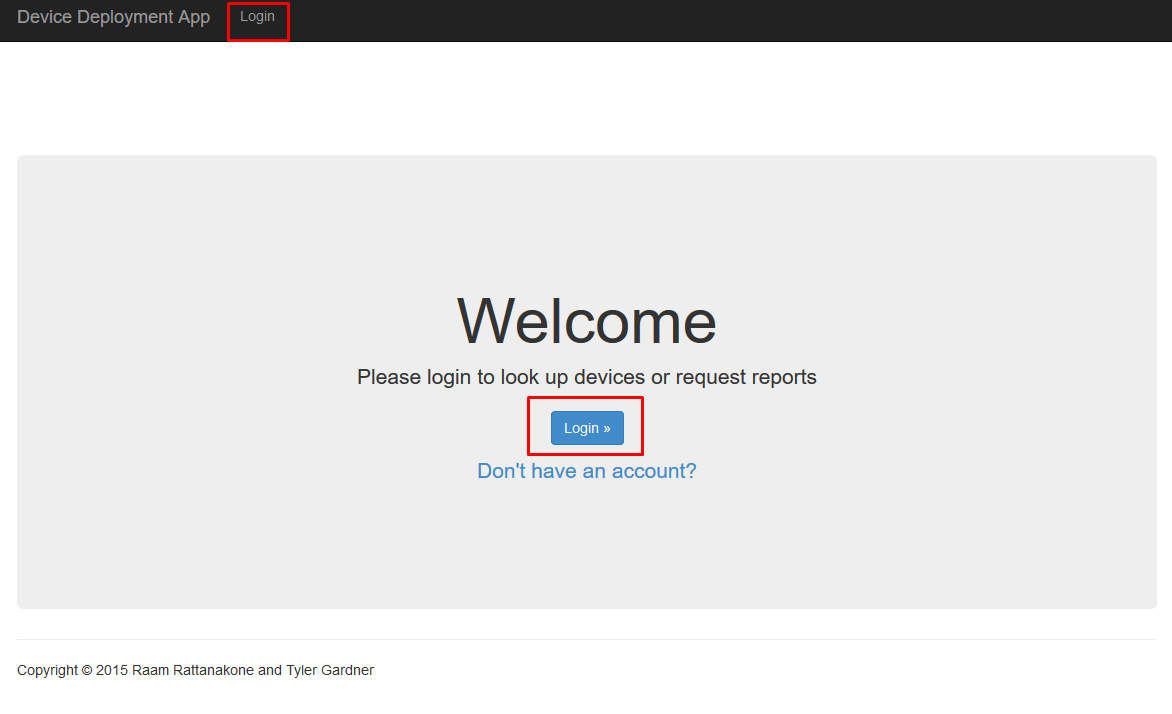 Device Deployment App Login
Welcome
Please login to look up devices or request reports
Login »
Don't have an account?
Copyright © 2015 Raam Rattanakone and Tyler Gardner